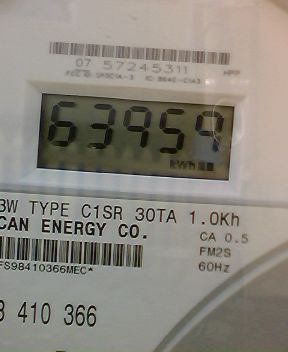 07 57245311
63959
kWh
3W TYPE C1SR 30TA 1.0Kh
CAN ENERGY CO.
CA 0.5
FM2S
60Hz
FS98410366MEC*
8 410 366